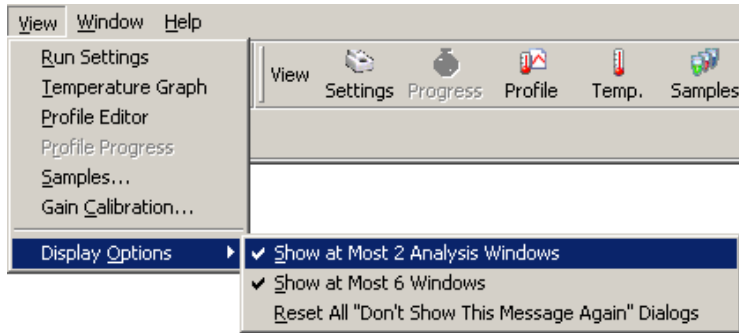 View Window Help
Run Settings
Temperature Graph
Profile Editor
Profile Progress
Samples...
Gain Calibration...
Display Options
View
Settings Progress Profile Temp. Samples
Show at Most 2 Analysis Windows
Show at Most 6 Windows
Reset All "Don't Show This Message Again" Dialogs